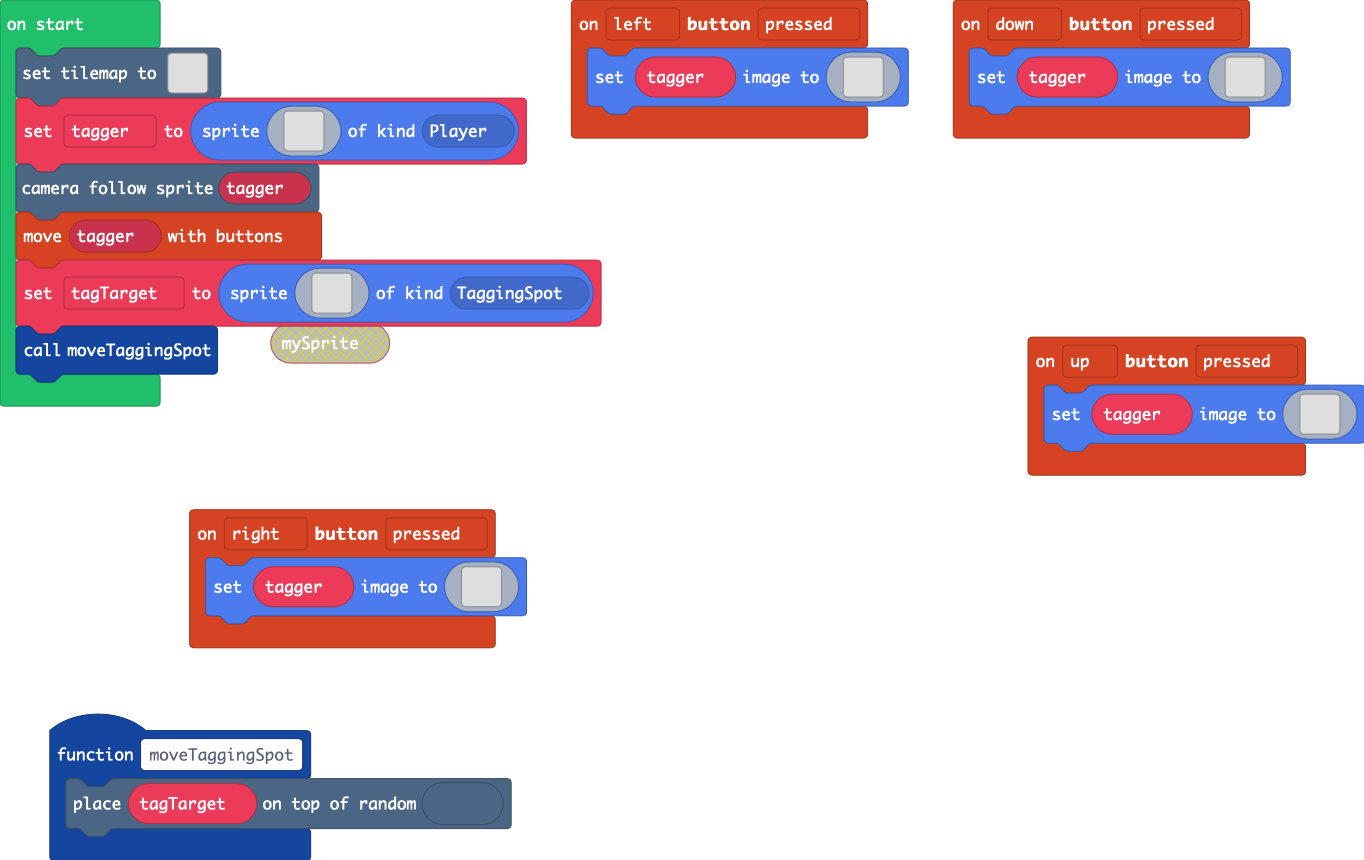 on start
set tilemap to
set tagger to sprite of kind Player
camera follow sprite tagger
move tagger with buttons
set tagTarget to sprite of kind TaggingSpot
call moveTaggingSpot
mySprite
on left button pressed
set tagger image to
on down button pressed
set tagger image to
on up button pressed
set tagger image to
on right button pressed
set tagger image to
function moveTaggingSpot
place tagTarget on top of random